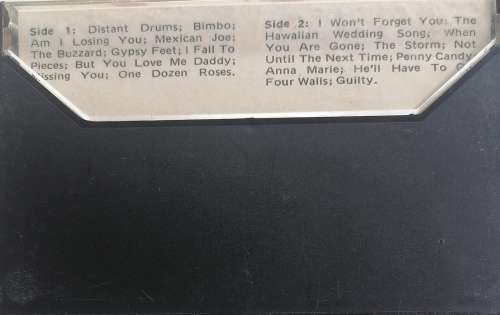 Side 1: Distant Drums; Bimbo;
Am I Losing You; Mexican Joe;
The Buzzard; Gypsy Feet; I Fall To
Pieces; But You Love Me Daddy;
Missing You; One Dozen Roses.
Side 2: I Won't Forget You; The
Hawaiian Wedding Song; When
You Are Gone; The Storm; Not
Until The Next Time; Penny Candy
Anna Marie; He'll Have To
Four Walls; Guilty.